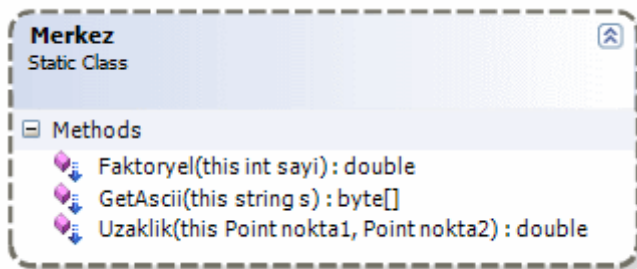 Merkez
Static Class
Methods
Faktoryel(this int sayi) : double
GetAscii(this string s) : byte[]
Uzaklik(this Point nokta1, Point nokta2) : double